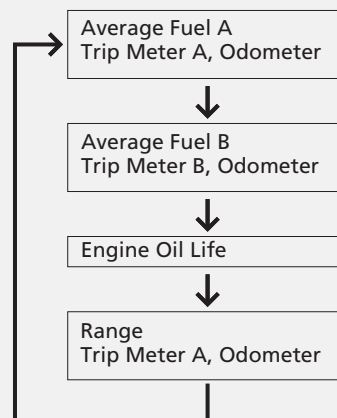 Average Fuel A
Trip Meter A, Odometer
Average Fuel B
Trip Meter B, Odometer
Engine Oil Life
Range
Trip Meter A, Odometer